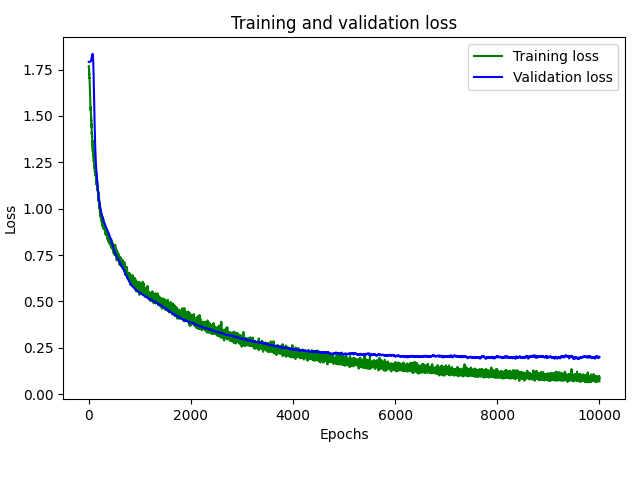 Training and validation loss
Training loss
Validation loss
Loss
1.75
1.50
1.25
1.00
0.75
0.50
0.25
0.00
0 2000 4000 6000 8000 10000
Epochs